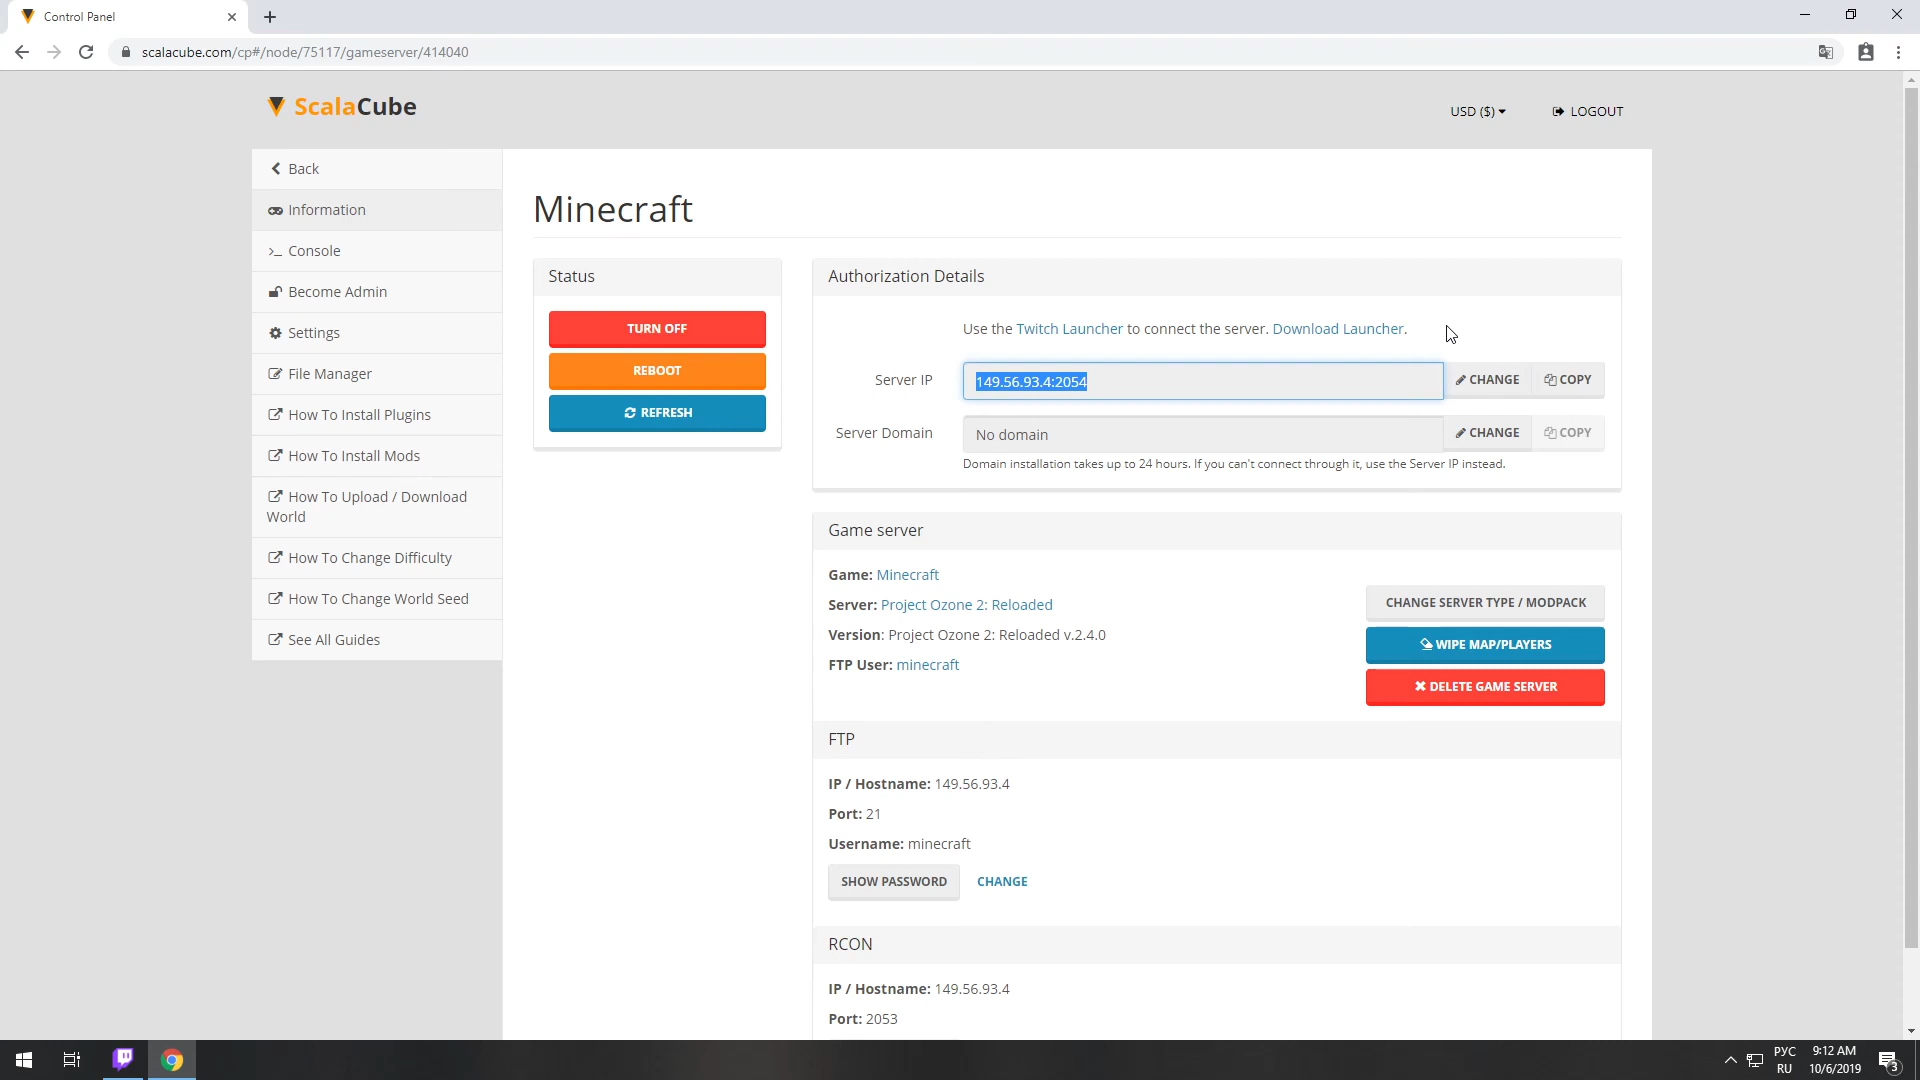 Control Panel
scalacube.com/cp#/node/75117/gameserver/414040
ScalaCube
USD ($)
LOGOUT
Back
Information
Console
Become Admin
Settings
File Manager
How To Install Plugins
How To Install Mods
How To Upload / Download
World
How To Change Difficulty
How To Change World Seed
See All Guides
Minecraft
Status
TURN OFF
REBOOT
REFRESH
Authorization Details
Use the Twitch Launcher to connect the server. Download Launcher.
Server IP
149.56.93.4:2054
CHANGE
COPY
Server Domain
No domain
CHANGE
COPY
Domain installation takes up to 24 hours. If you can't connect through it, use the Server IP instead.
Game server
Game: Minecraft
Server: Project Ozone 2: Reloaded
Version: Project Ozone 2: Reloaded v.2.4.0
FTP User: minecraft
CHANGE SERVER TYPE / MODPACK
WIPE MAP/PLAYERS
DELETE GAME SERVER
FTP
IP / Hostname: 149.56.93.4
Port: 21
Username: minecraft
SHOW PASSWORD
CHANGE
RCON
IP / Hostname: 149.56.93.4
Port: 2053
РУС
RU
9:12 AM
10/6/2019
3